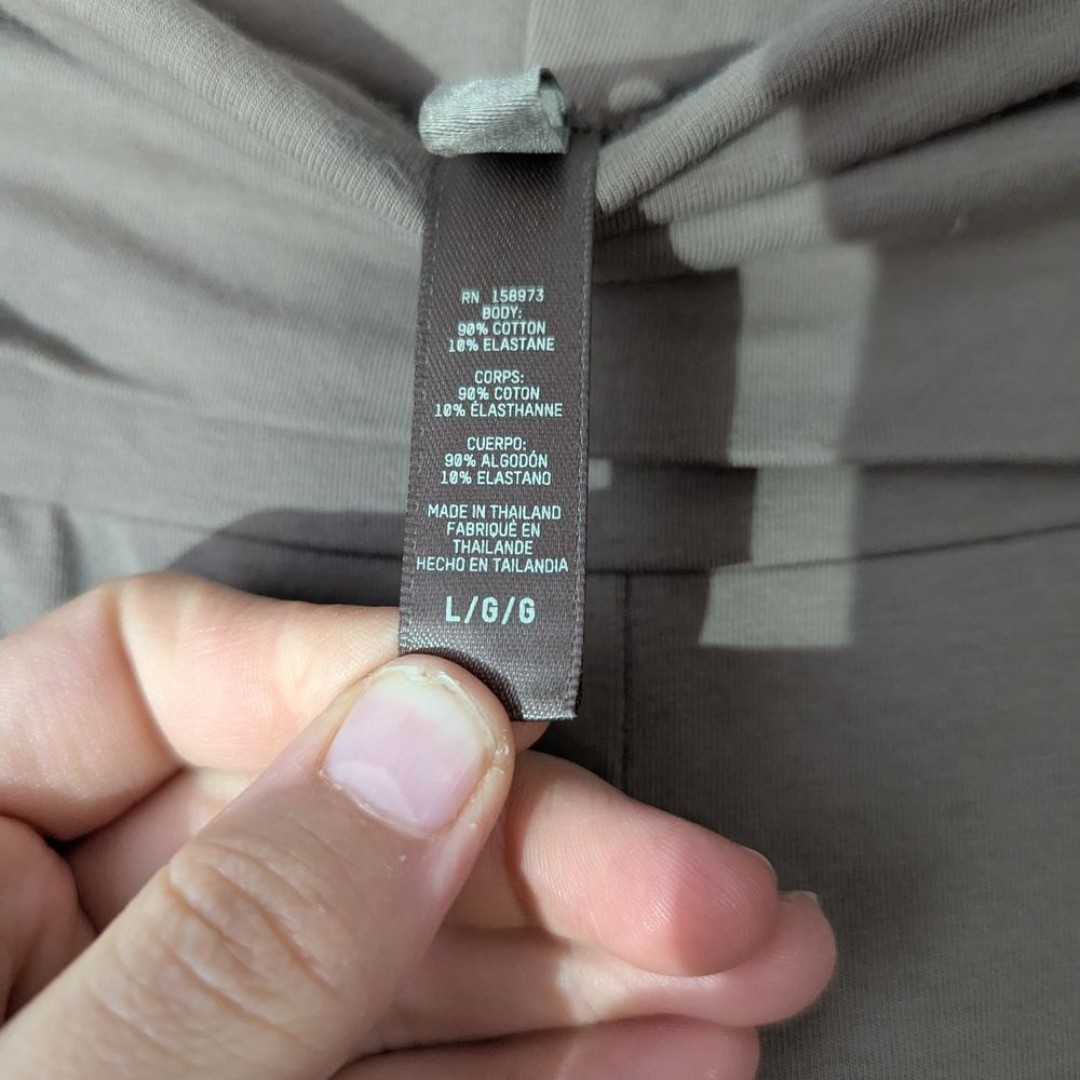 RN 158973
BODY:
90% COTTON
10% ELASTANE
CORPS:
90% COTON
10% ÉLASTHANNE
CUERPO:
90% ALGODÓN
10% ELASTANO
MADE IN THAILAND
FABRIQUÉ EN
THAILANDE
HECHO EN TAILANDIA
L/G/G